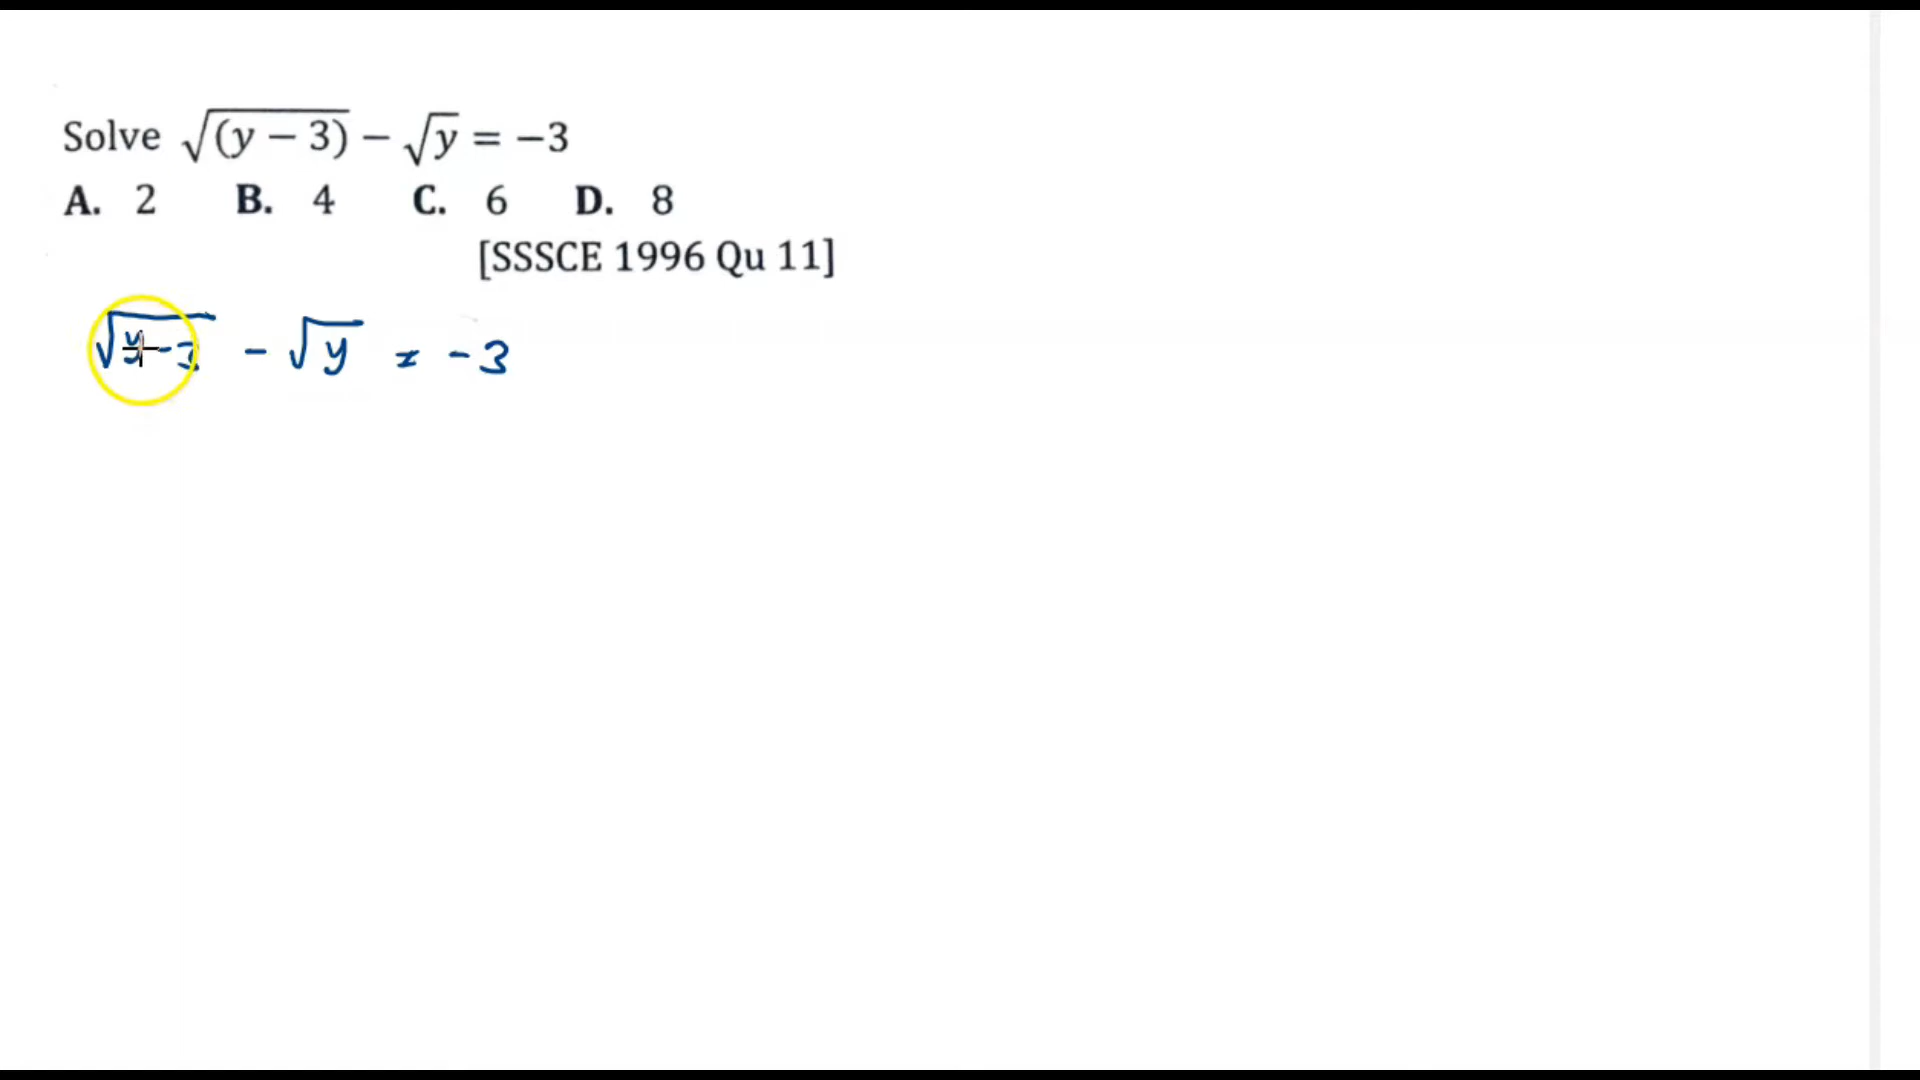 Solve √(y − 3) − √y = −3
A. 2 B. 4 C. 6 D. 8
[SSSCE 1996 Qu 11]
√y-3 - √y = -3